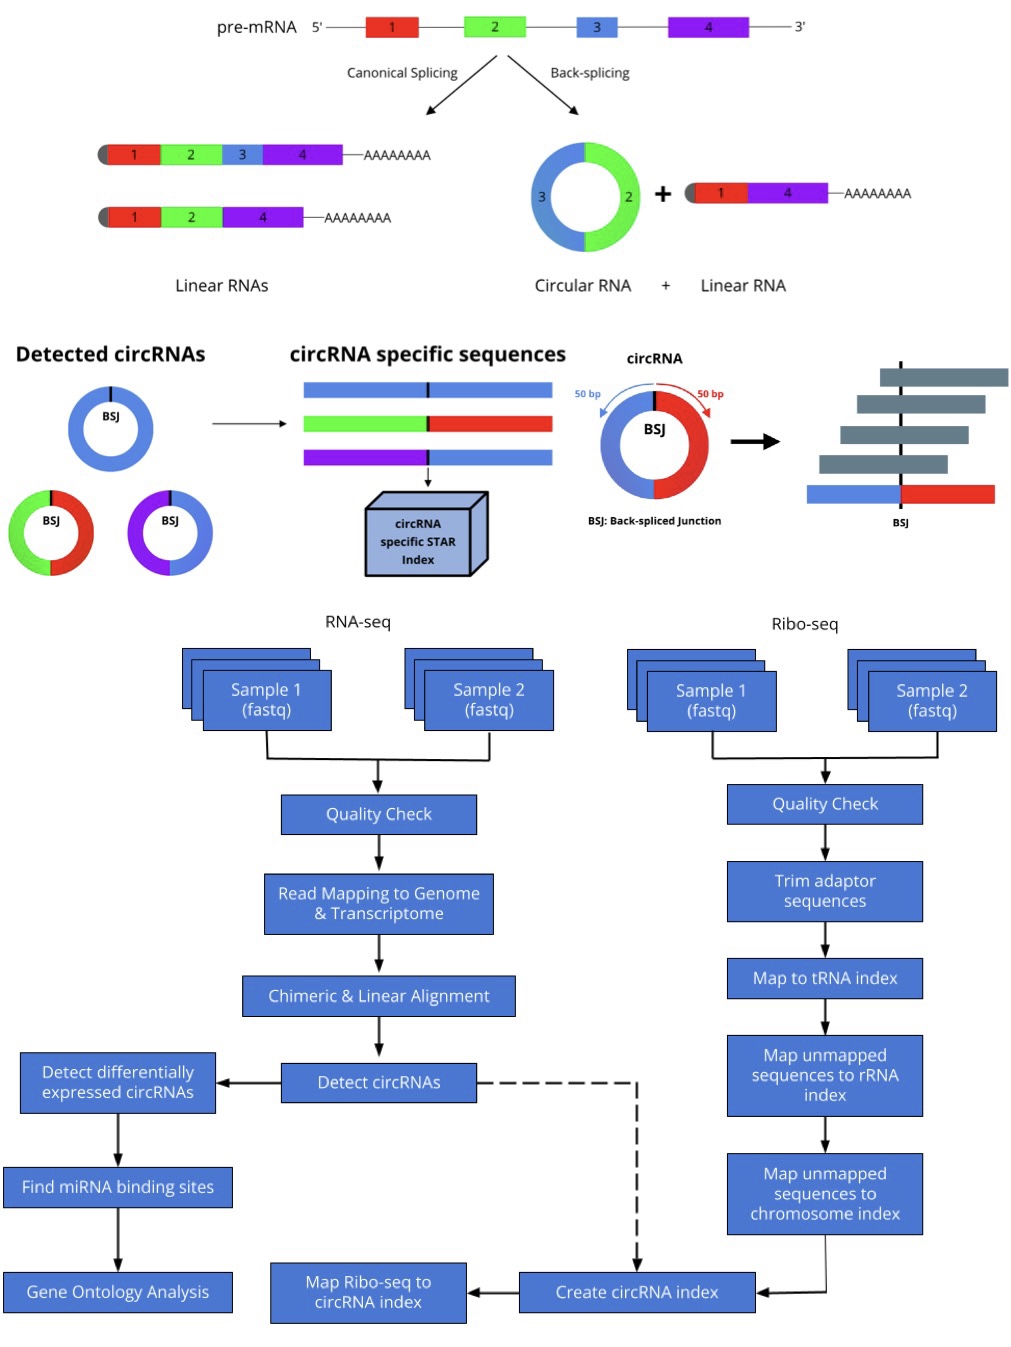 pre-mRNA 5' 1 2 3 4 3'
Canonical Splicing
Back-splicing
1 2 3 4 AAAAAAAA
1 2 4 AAAAAAAA
3 2 + 1 4 AAAAAAAA
Linear RNAs
Circular RNA + Linear RNA
Detected circRNAs
BSJ
BSJ
BSJ
circRNA specific sequences
circRNA
specific STAR
Index
circRNA
50 bp
50 bp
BSJ
BSJ: Back-spliced Junction
BSJ
RNA-seq
Sample 1
(fastq)
Sample 2
(fastq)
Quality Check
Read Mapping to Genome
& Transcriptome
Chimeric & Linear Alignment
Detect circRNAs
Detect differentially
expressed circRNAs
Find miRNA binding sites
Gene Ontology Analysis
Ribo-seq
Sample 1
(fastq)
Sample 2
(fastq)
Quality Check
Trim adaptor
sequences
Map to tRNA index
Map unmapped
sequences to rRNA
index
Map unmapped
sequences to
chromosome index
Create circRNA index
Map Ribo-seq to
circRNA index